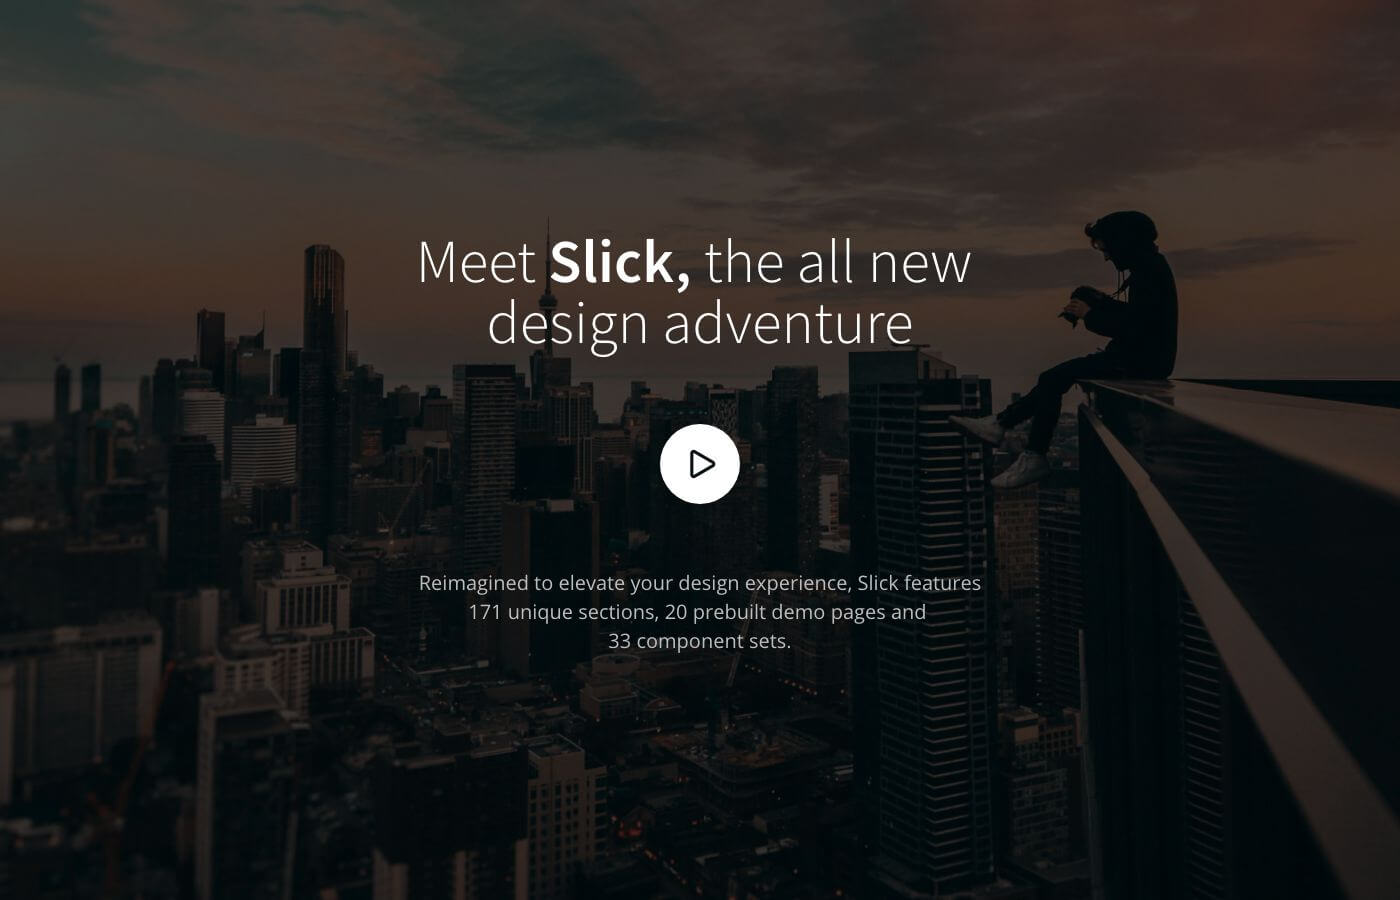 Meet Slick, the all new
design adventure
Reimagined to elevate your design experience, Slick features
171 unique sections, 20 prebuilt demo pages and
33 component sets.